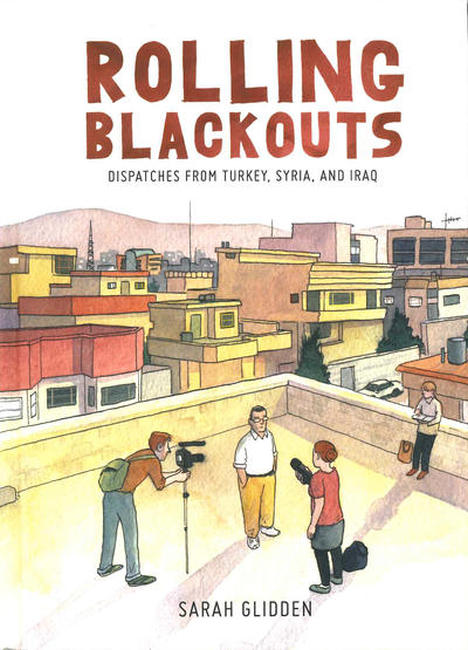 ROLLING
BLACKOUTS
DISPATCHES FROM TURKEY, SYRIA, AND IRAQ
SARAH GLIDDEN